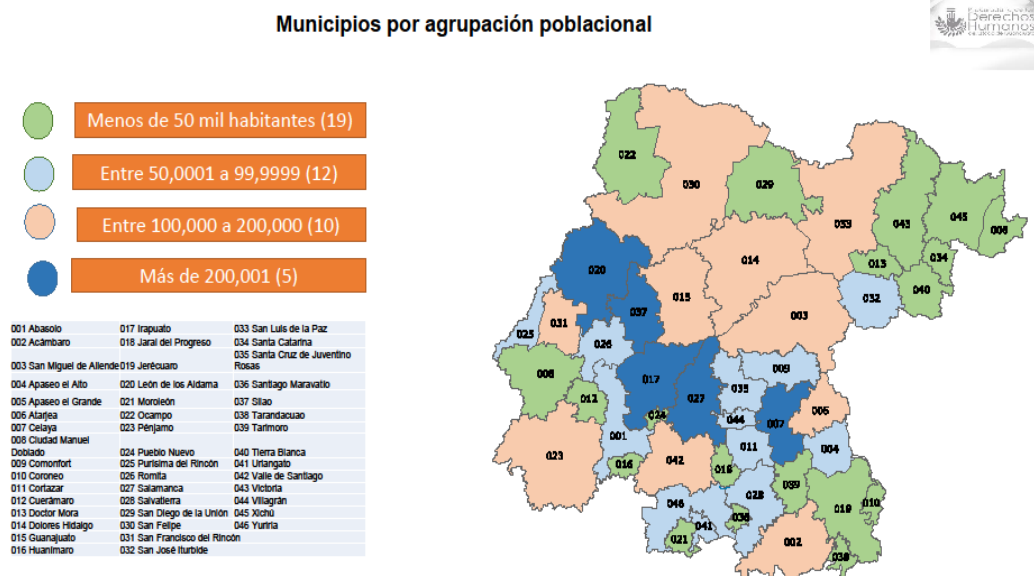 Municipios por agrupación poblacional
Derechos
Humanos
Menos de 50 mil habitantes (19)
Entre 50,0001 a 99,9999 (12)
Entre 100,000 a 200,000 (10)
Más de 200,001 (5)
001 Abasolo 017 Irapuato 033 San Luis de la Paz
002 Acámbaro 018 Jaral del Progreso 034 Santa Catarina
035 Santa Cruz de Juventino
003 San Miguel de Allende 019 Jerécuaro Rosas
004 Apaseo el Alto 020 León de los Aldama 036 Santiago Maravatío
005 Apaseo el Grande 021 Moroleón 037 Silao
006 Atarjea 022 Ocampo 038 Tarandacuao
007 Celaya 023 Pénjamo 039 Tarimoro
008 Ciudad Manuel
Doblado 024 Pueblo Nuevo 040 Tierra Blanca
009 Comonfort 025 Purísima del Rincón 041 Uriangato
010 Coroneo 026 Romita 042 Valle de Santiago
011 Cortazar 027 Salamanca 043 Victoria
012 Cuerámaro 028 Salvatierra 044 Villagrán
013 Doctor Mora 029 San Diego de la Unión 045 Xichú
014 Dolores Hidalgo 030 San Felipe 046 Yuriria
015 Guanajuato 031 San Francisco del Rincón
016 Huanímaro 032 San José Iturbide
022
030
029
033
043
045
006
034
013
040
020
014
032
037
015
003
031
025
026
008
017
009
012
027
035
005
024
044
007
001
011
004
023
016
042
018
028
039
046
019
010
036
041
021
002
038